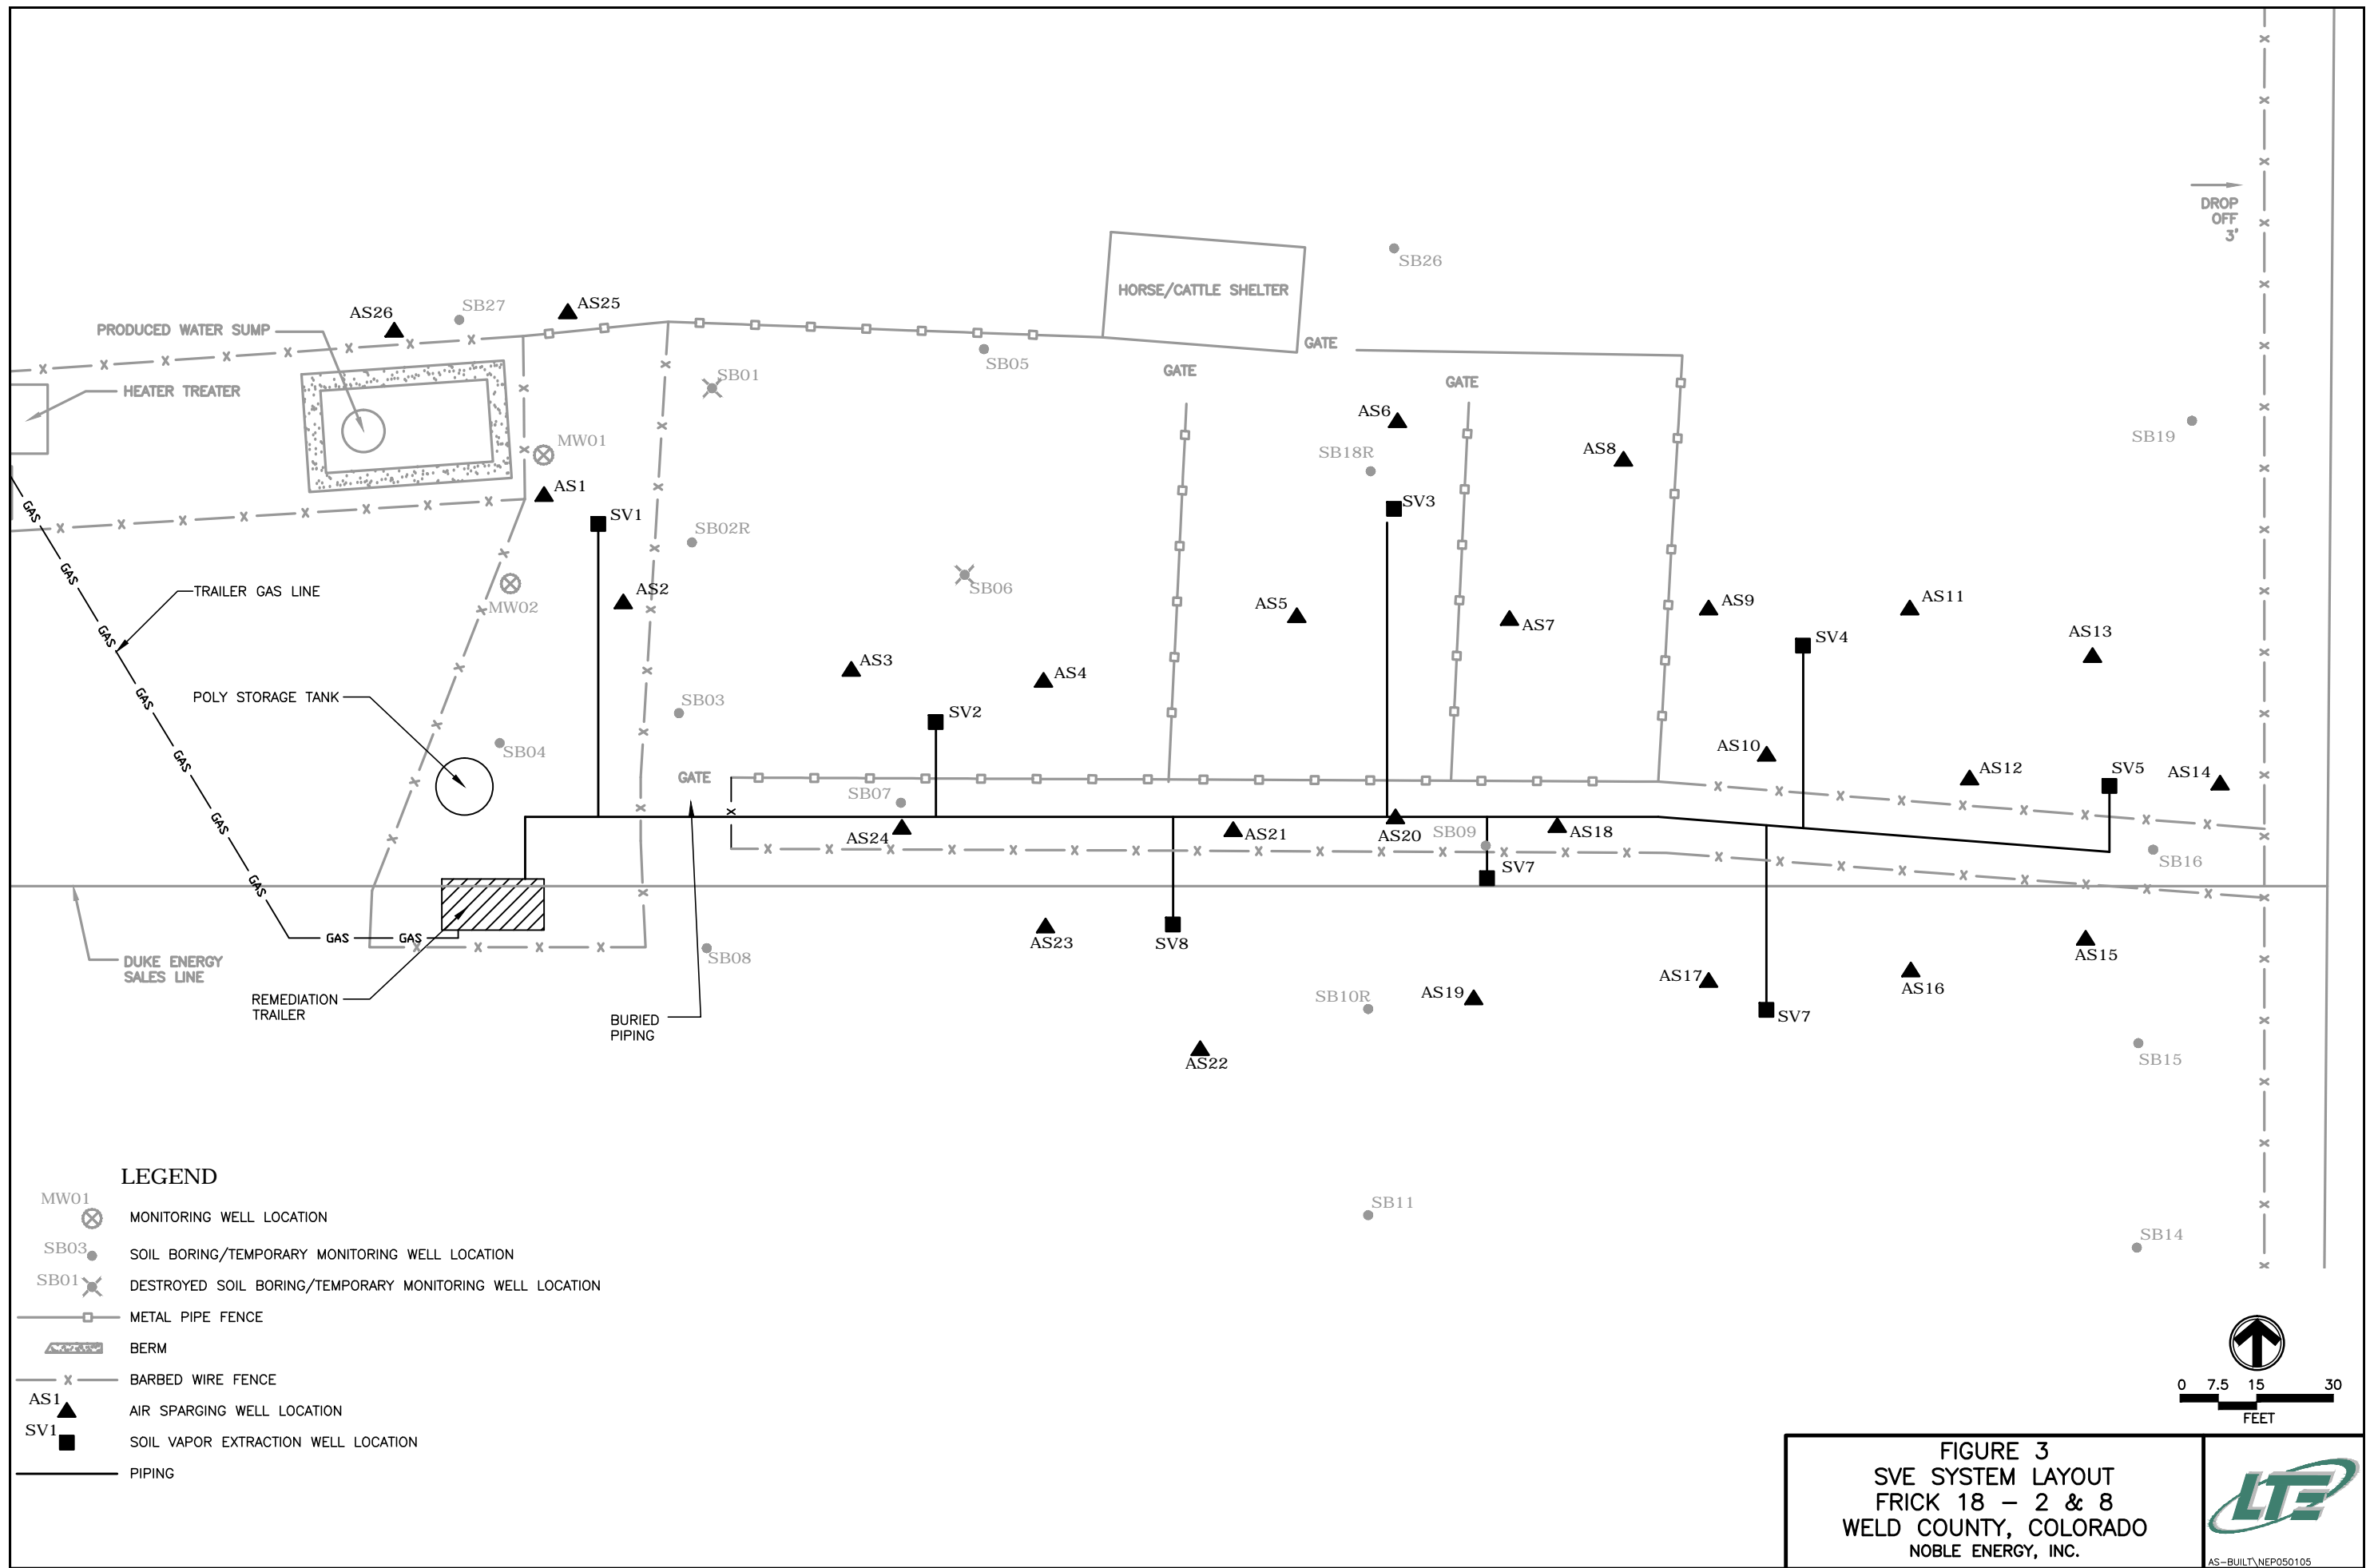 DROP
OFF
3'
SB26
HORSE/CATTLE SHELTER
SB27
AS25
AS26
PRODUCED WATER SUMP
GATE
SB05
GATE
SB01
GATE
HEATER TREATER
AS6
SB19
MW01
SB18R
AS8
AS1
SV1
SV3
GAS
SB02R
GAS
TRAILER GAS LINE
MW02
AS2
SB06
AS5
AS7
AS9
AS11
GAS
SV4
AS13
AS3
AS4
GAS
POLY STORAGE TANK
SB03
SV2
SB04
GAS
AS10
GATE
AS12
SV5
AS14
SB07
GAS
AS24
AS21
AS20
SB09
AS18
SV7
SB16
GAS
GAS
GAS
AS23
SV8
SB08
AS15
DUKE ENERGY
SALES LINE
REMEDIATION
TRAILER
BURIED
PIPING
SB10R
AS19
AS17
AS16
SV7
AS22
SB15
SB11
SB14
LEGEND
MW01
MONITORING WELL LOCATION
SB03
SOIL BORING/TEMPORARY MONITORING WELL LOCATION
SB01
DESTROYED SOIL BORING/TEMPORARY MONITORING WELL LOCATION
METAL PIPE FENCE
BERM
X BARBED WIRE FENCE
AS1
AIR SPARGING WELL LOCATION
SV1
SOIL VAPOR EXTRACTION WELL LOCATION
PIPING
0 7.5 15 30
FEET
FIGURE 3
SVE SYSTEM LAYOUT
FRICK 18 – 2 & 8
WELD COUNTY, COLORADO
NOBLE ENERGY, INC.
LTE
AS-BUILT\NEP050105